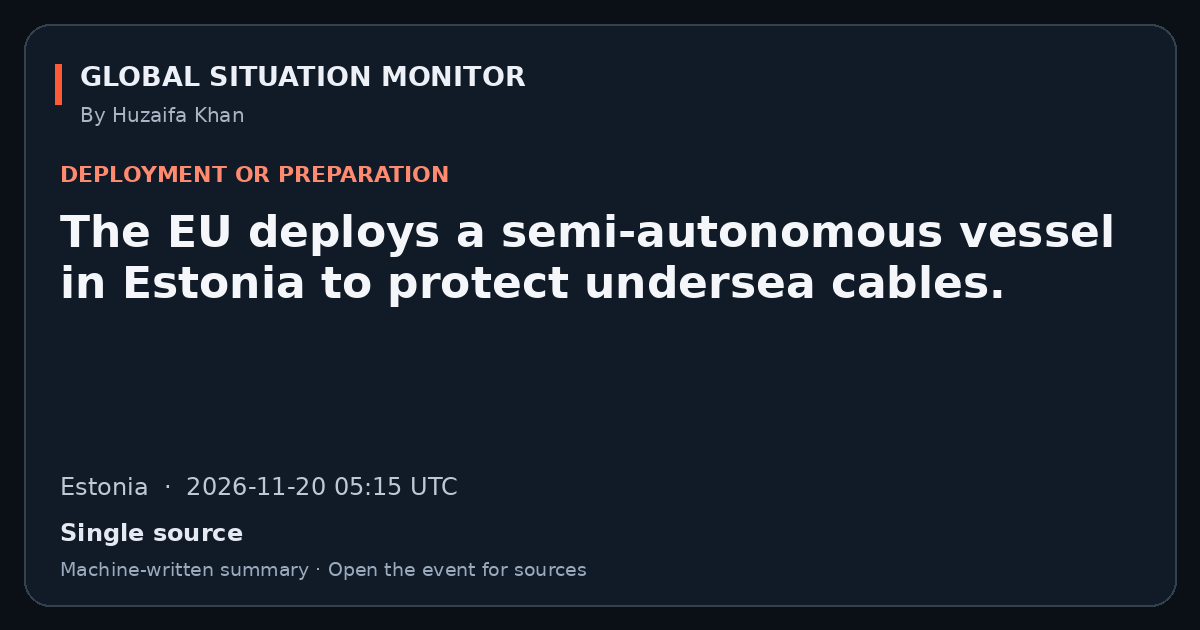 GLOBAL SITUATION MONITOR
By Huzaifa Khan
DEPLOYMENT OR PREPARATION
The EU deploys a semi-autonomous vessel
in Estonia to protect undersea cables.
Estonia · 2026-11-20 05:15 UTC
Single source
Machine-written summary · Open the event for sources